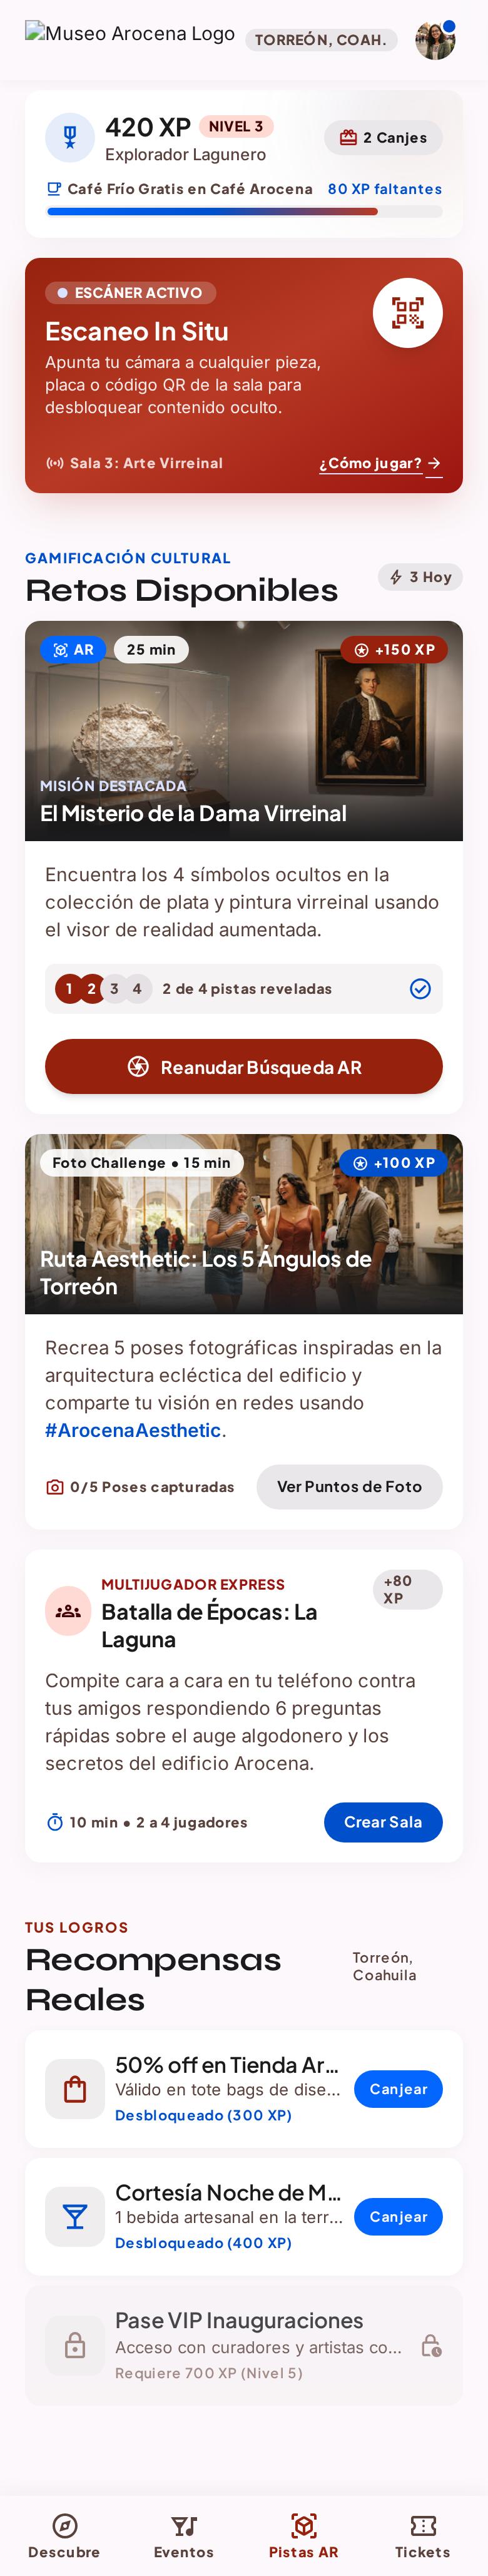 Museo Arocena Logo
TORREÓN, COAH.
420 XP NIVEL 3
Explorador Lagunero
2 Canjes
Café Frío Gratis en Café Arocena 80 XP faltantes
ESCÁNER ACTIVO
Escaneo In Situ
Apunta tu cámara a cualquier pieza,
placa o código QR de la sala para
desbloquear contenido oculto.
Sala 3: Arte Virreinal
¿Cómo jugar? →
GAMIFICACIÓN CULTURAL
Retos Disponibles
3 Hoy
AR 25 min +150 XP
MISIÓN DESTACADA
El Misterio de la Dama Virreinal
Encuentra los 4 símbolos ocultos en la
colección de plata y pintura virreinal usando
el visor de realidad aumentada.
1 2 3 4 2 de 4 pistas reveladas
Reanudar Búsqueda AR
Foto Challenge • 15 min +100 XP
Ruta Aesthetic: Los 5 Ángulos de
Torreón
Recrea 5 poses fotográficas inspiradas en la
arquitectura ecléctica del edificio y
comparte tu visión en redes usando
#ArocenaAesthetic.
0/5 Poses capturadas
Ver Puntos de Foto
MULTIJUGADOR EXPRESS
Batalla de Épocas: La
Laguna
+80
XP
Compite cara a cara en tu teléfono contra
tus amigos respondiendo 6 preguntas
rápidas sobre el auge algodonero y los
secretos del edificio Arocena.
10 min • 2 a 4 jugadores
Crear Sala
TUS LOGROS
Recompensas
Reales
Torreón,
Coahuila
50% off en Tienda Ar...
Válido en tote bags de dise...
Desbloqueado (300 XP)
Canjear
Cortesía Noche de M...
1 bebida artesanal en la terr...
Desbloqueado (400 XP)
Canjear
Pase VIP Inauguraciones
Acceso con curadores y artistas co...
Requiere 700 XP (Nivel 5)
Descubre Eventos Pistas AR Tickets